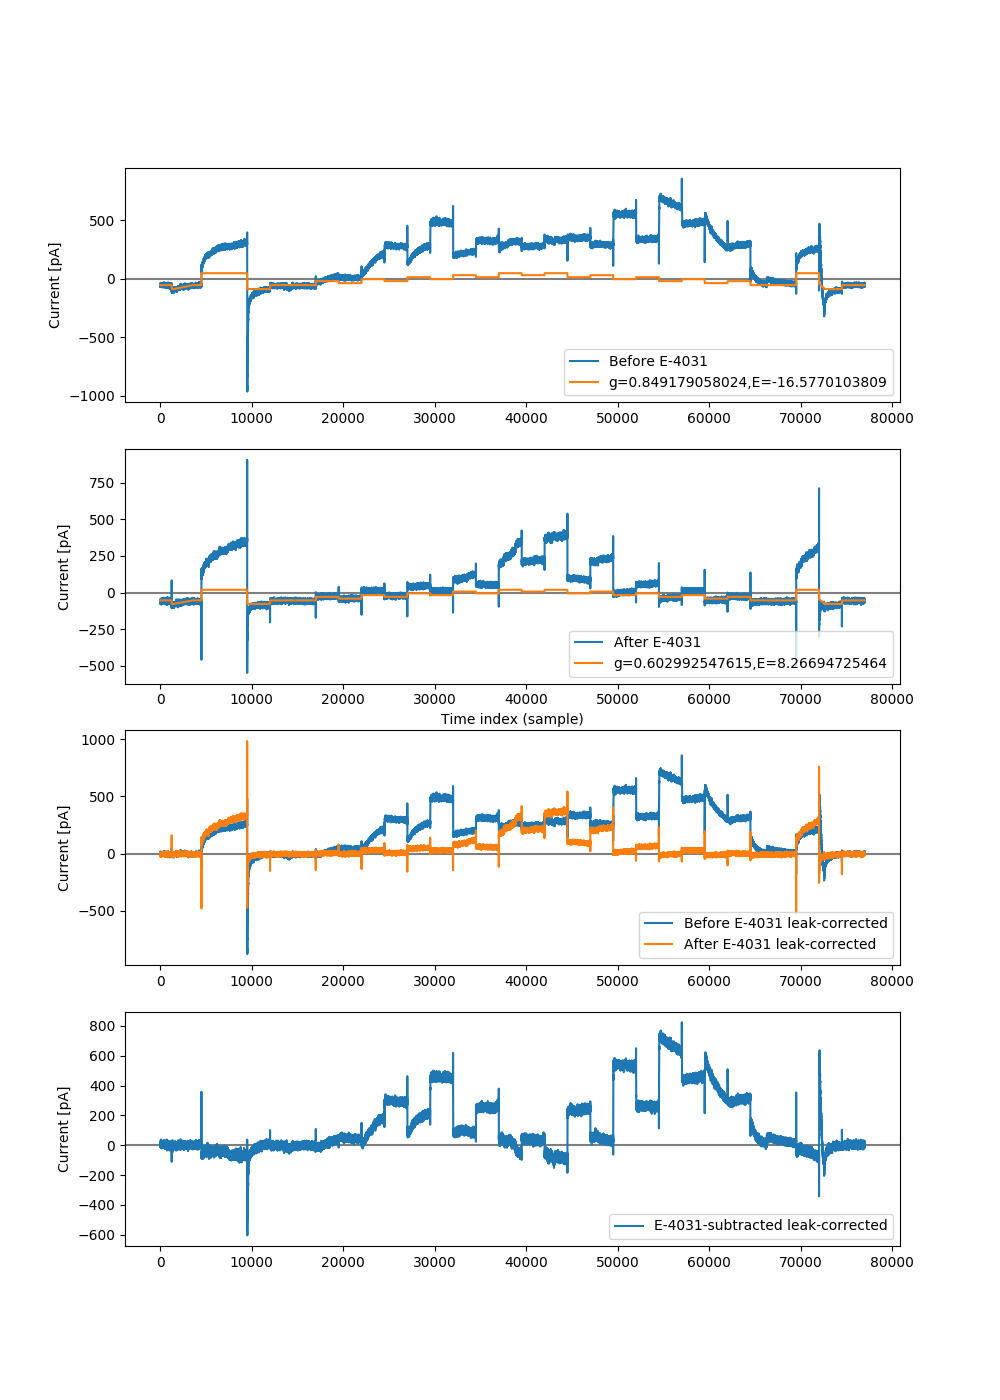 500
0
−500
−1000
Current [pA]
Before E-4031
g=0.849179058024,E=-16.5770103809
0 10000 20000 30000 40000 50000 60000 70000 80000
750
500
250
0
−250
−500
Current [pA]
After E-4031
g=0.602992547615,E=8.26694725464
0 10000 20000 30000 40000 50000 60000 70000 80000
Time index (sample)
1000
500
0
−500
Current [pA]
Before E-4031 leak-corrected
After E-4031 leak-corrected
0 10000 20000 30000 40000 50000 60000 70000 80000
800
600
400
200
0
−200
−400
−600
Current [pA]
E-4031-subtracted leak-corrected
0 10000 20000 30000 40000 50000 60000 70000 80000